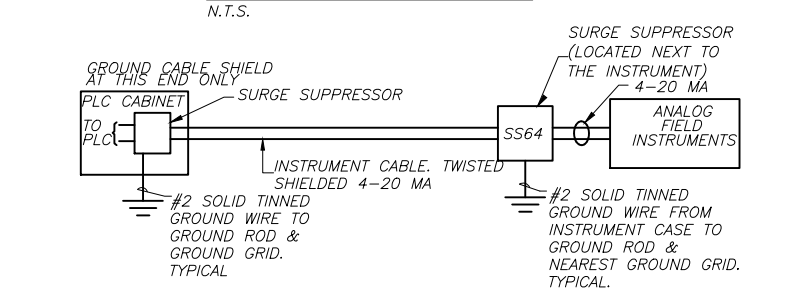 N.T.S.
SURGE SUPPRESSOR
(LOCATED NEXT TO
THE INSTRUMENT)
4-20 MA
GROUND CABLE SHIELD
AT THIS END ONLY
PLC CABINET
SURGE SUPPRESSOR
TO
PLC
SS64
ANALOG
FIELD
INSTRUMENTS
INSTRUMENT CABLE. TWISTED
SHIELDED 4-20 MA
#2 SOLID TINNED
GROUND WIRE TO
GROUND ROD &
GROUND GRID.
TYPICAL
#2 SOLID TINNED
GROUND WIRE FROM
INSTRUMENT CASE TO
GROUND ROD &
NEAREST GROUND GRID.
TYPICAL.